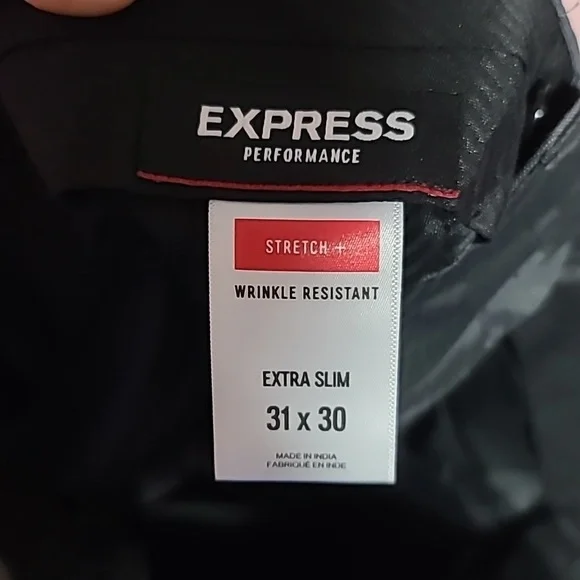 EXPRESS
PERFORMANCE
STRETCH +
WRINKLE RESISTANT
EXTRA SLIM
31 x 30
MADE IN INDIA
FABRIQUÉ EN INDE